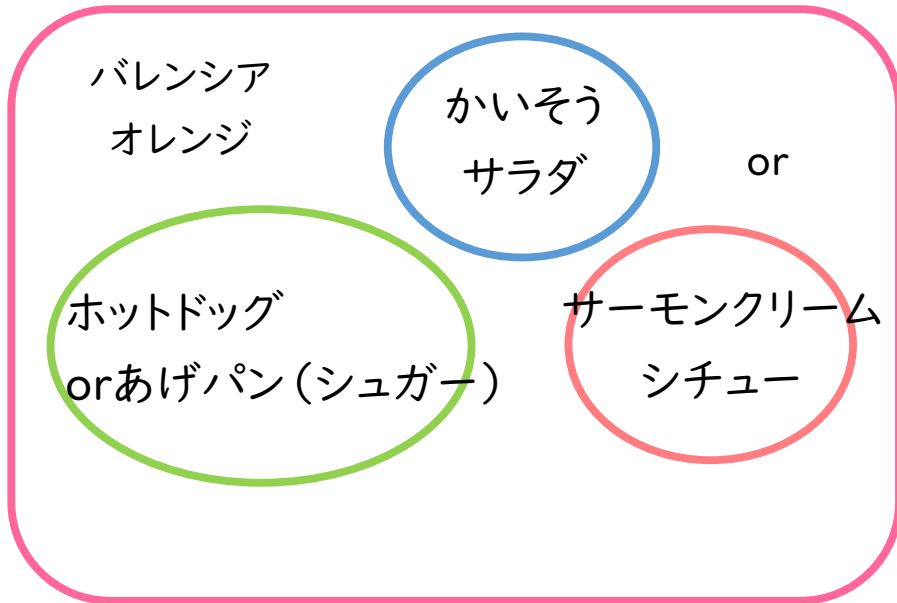 バレンシア
オレンジ
かいそう
サラダ
or
ホットドッグ
orあげパン（シュガー）
サーモンクリーム
シチュー